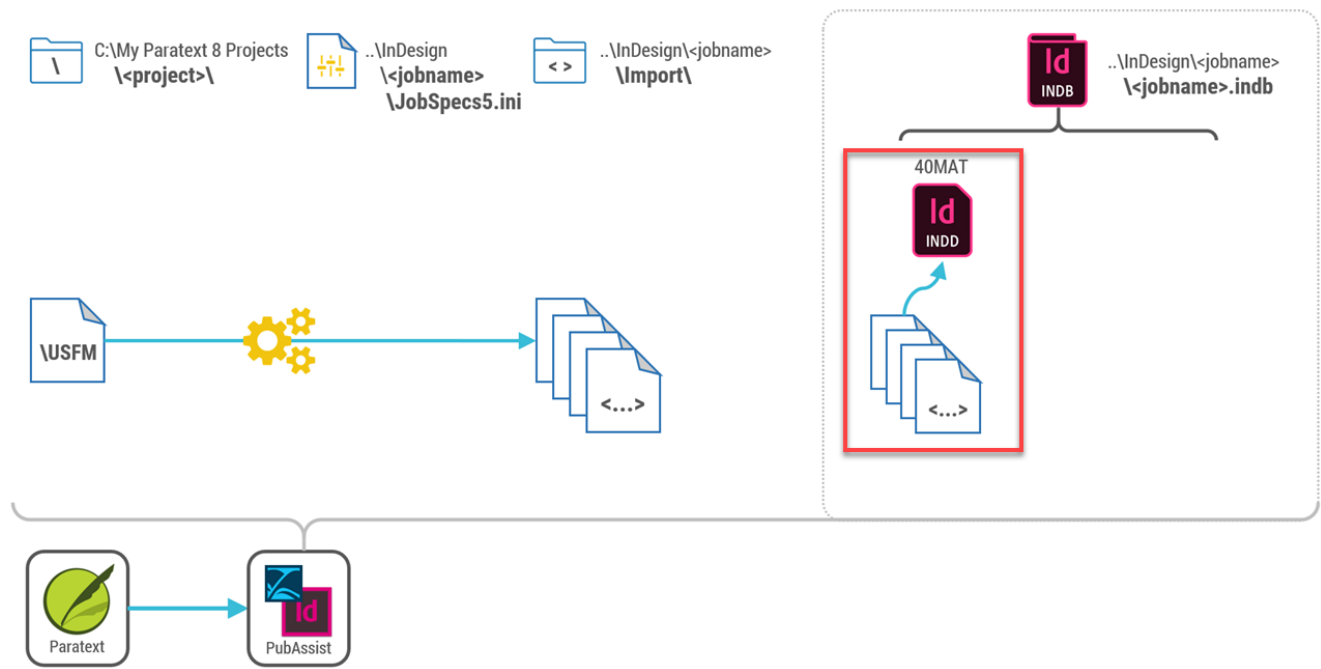 \
C:\My Paratext 8 Projects
\<project>\
..\InDesign
\<jobname>
\JobSpecs5.ini
< >
..\InDesign\<jobname>
\Import\
Id
INDB
..\InDesign\<jobname>
\<jobname>.indb
40MAT
Id
INDD
\USFM
<...>
<...>
Paratext
Id
PubAssist